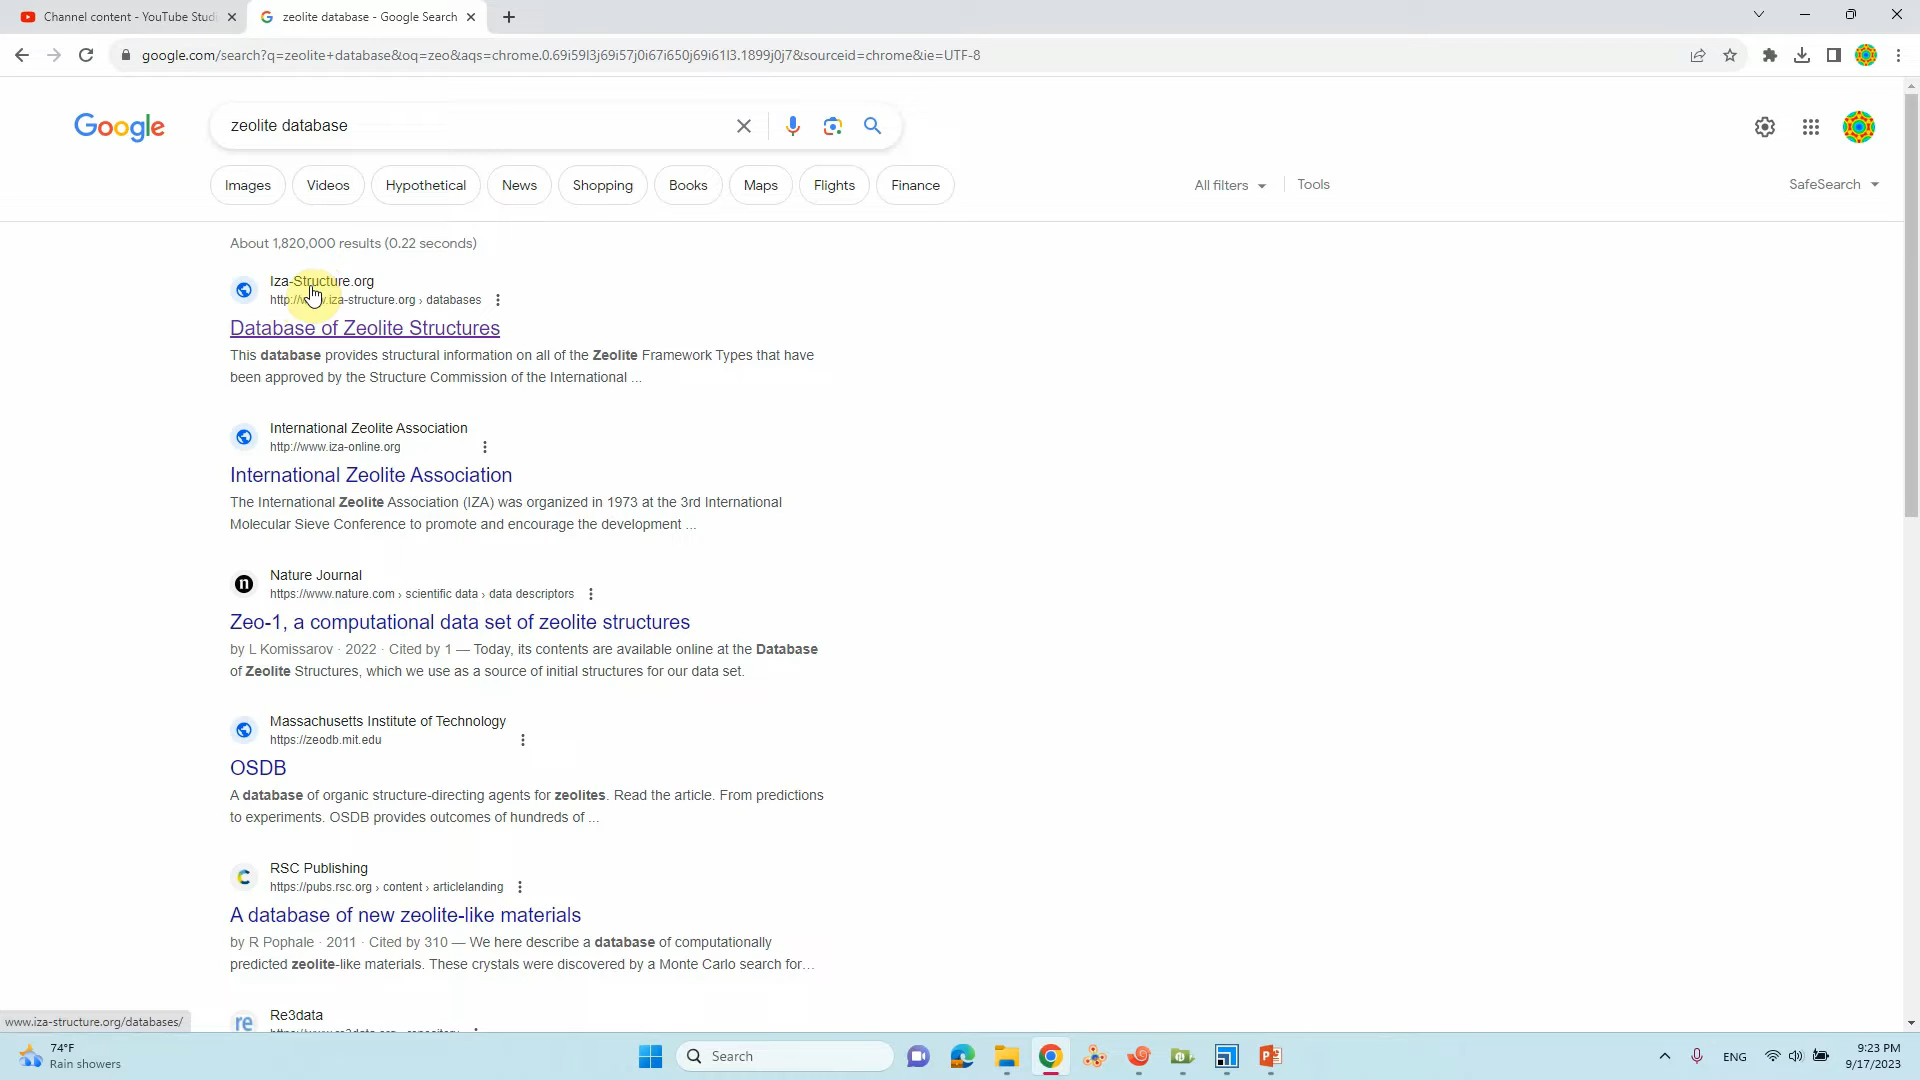 Channel content - YouTube Studi
zeolite database - Google Search
google.com/search?q=zeolite+database&oq=zeo&aqs=chrome.0.69i59l3j69i57j0i67i650j69i61l3.1899j0j7&sourceid=chrome&ie=UTF-8
Google
zeolite database
Images
Videos
Hypothetical
News
Shopping
Books
Maps
Flights
Finance
All filters
Tools
SafeSearch
About 1,820,000 results (0.22 seconds)
Iza-Structure.org
.iza-structure.org › databases
Database of Zeolite Structures
This database provides structural information on all of the Zeolite Framework Types that have
been approved by the Structure Commission of the International ...
International Zeolite Association
http://www.iza-online.org
International Zeolite Association
The International Zeolite Association (IZA) was organized in 1973 at the 3rd International
Molecular Sieve Conference to promote and encourage the development ...
n
Nature Journal
https://www.nature.com › scientific data › data descriptors
Zeo-1, a computational data set of zeolite structures
by L Komissarov · 2022 · Cited by 1 — Today, its contents are available online at the Database
of Zeolite Structures, which we use as a source of initial structures for our data set.
Massachusetts Institute of Technology
https://zeodb.mit.edu
OSDB
A database of organic structure-directing agents for zeolites. Read the article. From predictions
to experiments. OSDB provides outcomes of hundreds of ...
RSC Publishing
https://pubs.rsc.org › content › articlelanding
A database of new zeolite-like materials
by R Pophale · 2011 · Cited by 310 — We here describe a database of computationally
predicted zeolite-like materials. These crystals were discovered by a Monte Carlo search for...
re
Re3data
www.iza-structure.org/databases/
74°F
Rain showers
Search
ENG
9:23 PM
9/17/2023